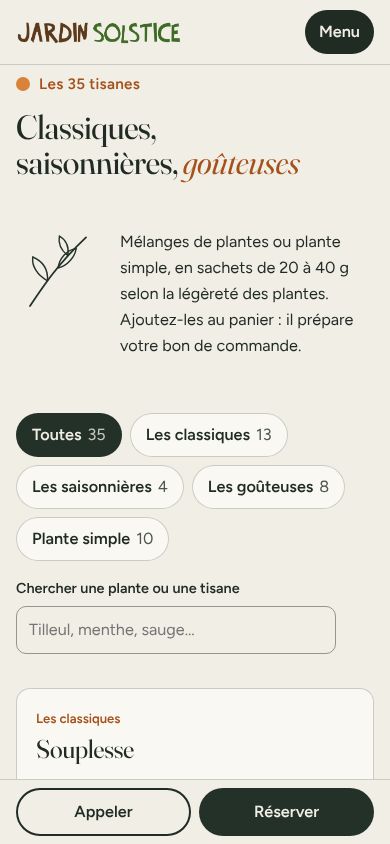 JARDIN SOLSTICE
Menu
Les 35 tisanes
Classiques,
saisonnières, goûteuses
Mélanges de plantes ou plante
simple, en sachets de 20 à 40 g
selon la légèreté des plantes.
Ajoutez-les au panier : il prépare
votre bon de commande.
Toutes 35
Les classiques 13
Les saisonnières 4
Les goûteuses 8
Plante simple 10
Chercher une plante ou une tisane
Tilleul, menthe, sauge…
Les classiques
Souplesse
Appeler
Réserver